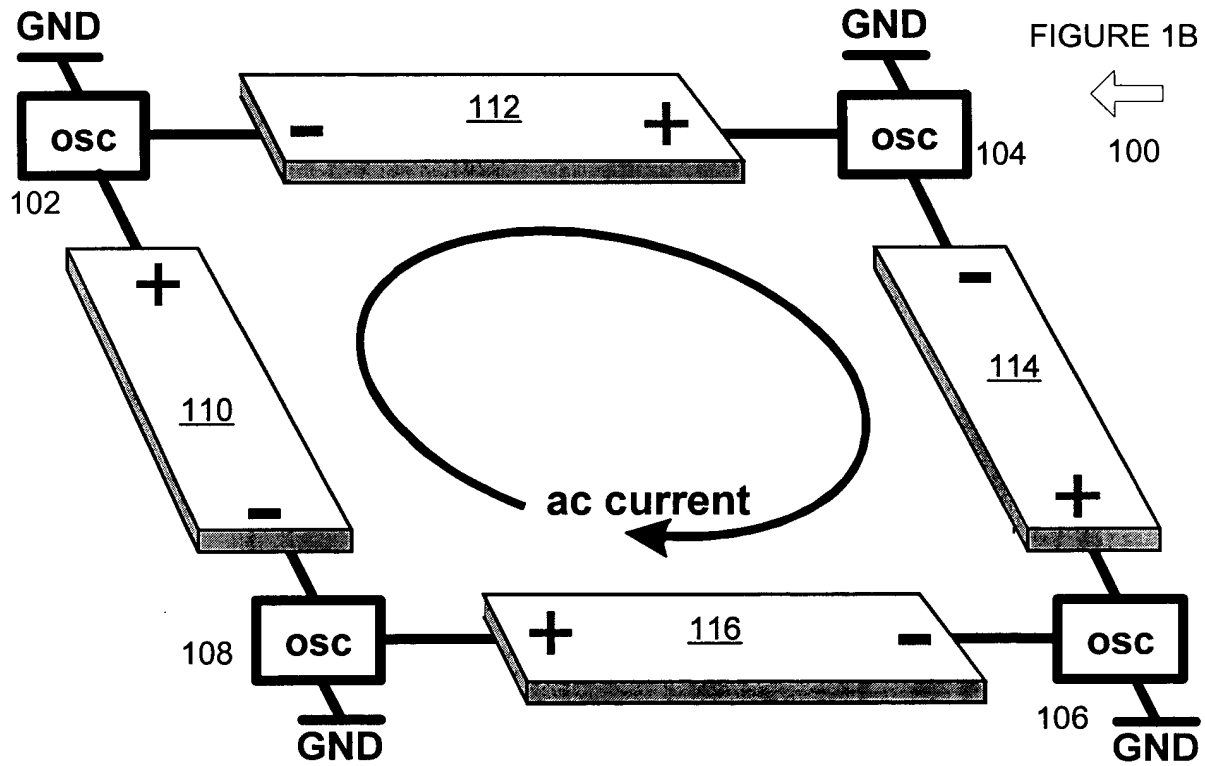 GND
GND
FIGURE 1B
osc
- 112 +
osc
104
100
102
+
-
110
114
-
ac current
+
osc
+ 116 -
osc
108
106
GND
GND